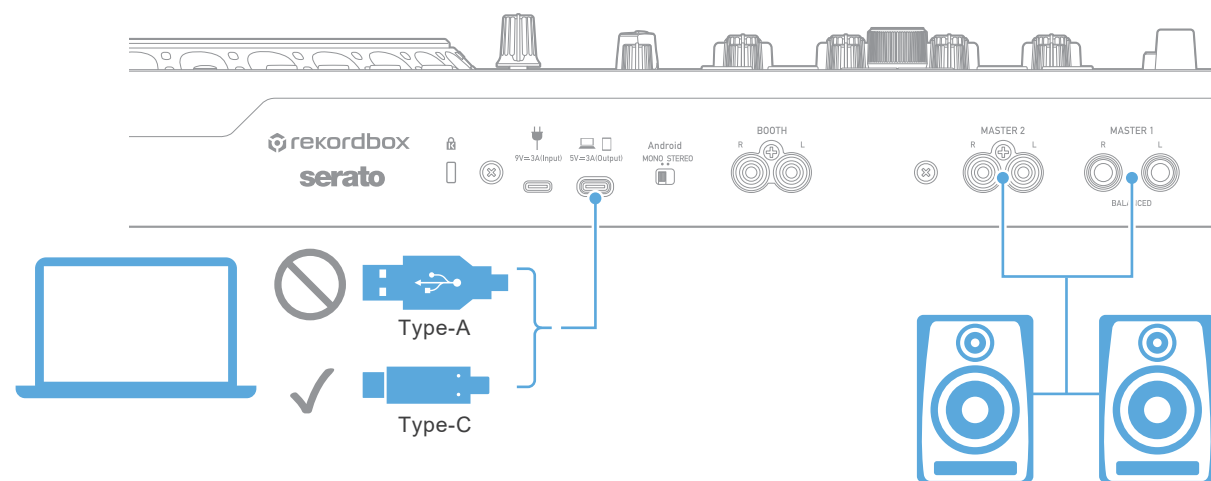 rekordbox
serato
9V⎓3A(Input)
5V⎓3A(Output)
Android
MONO STEREO
BOOTH
R L
MASTER 2
R L
MASTER 1
R L
BALANCED
Type-A
Type-C